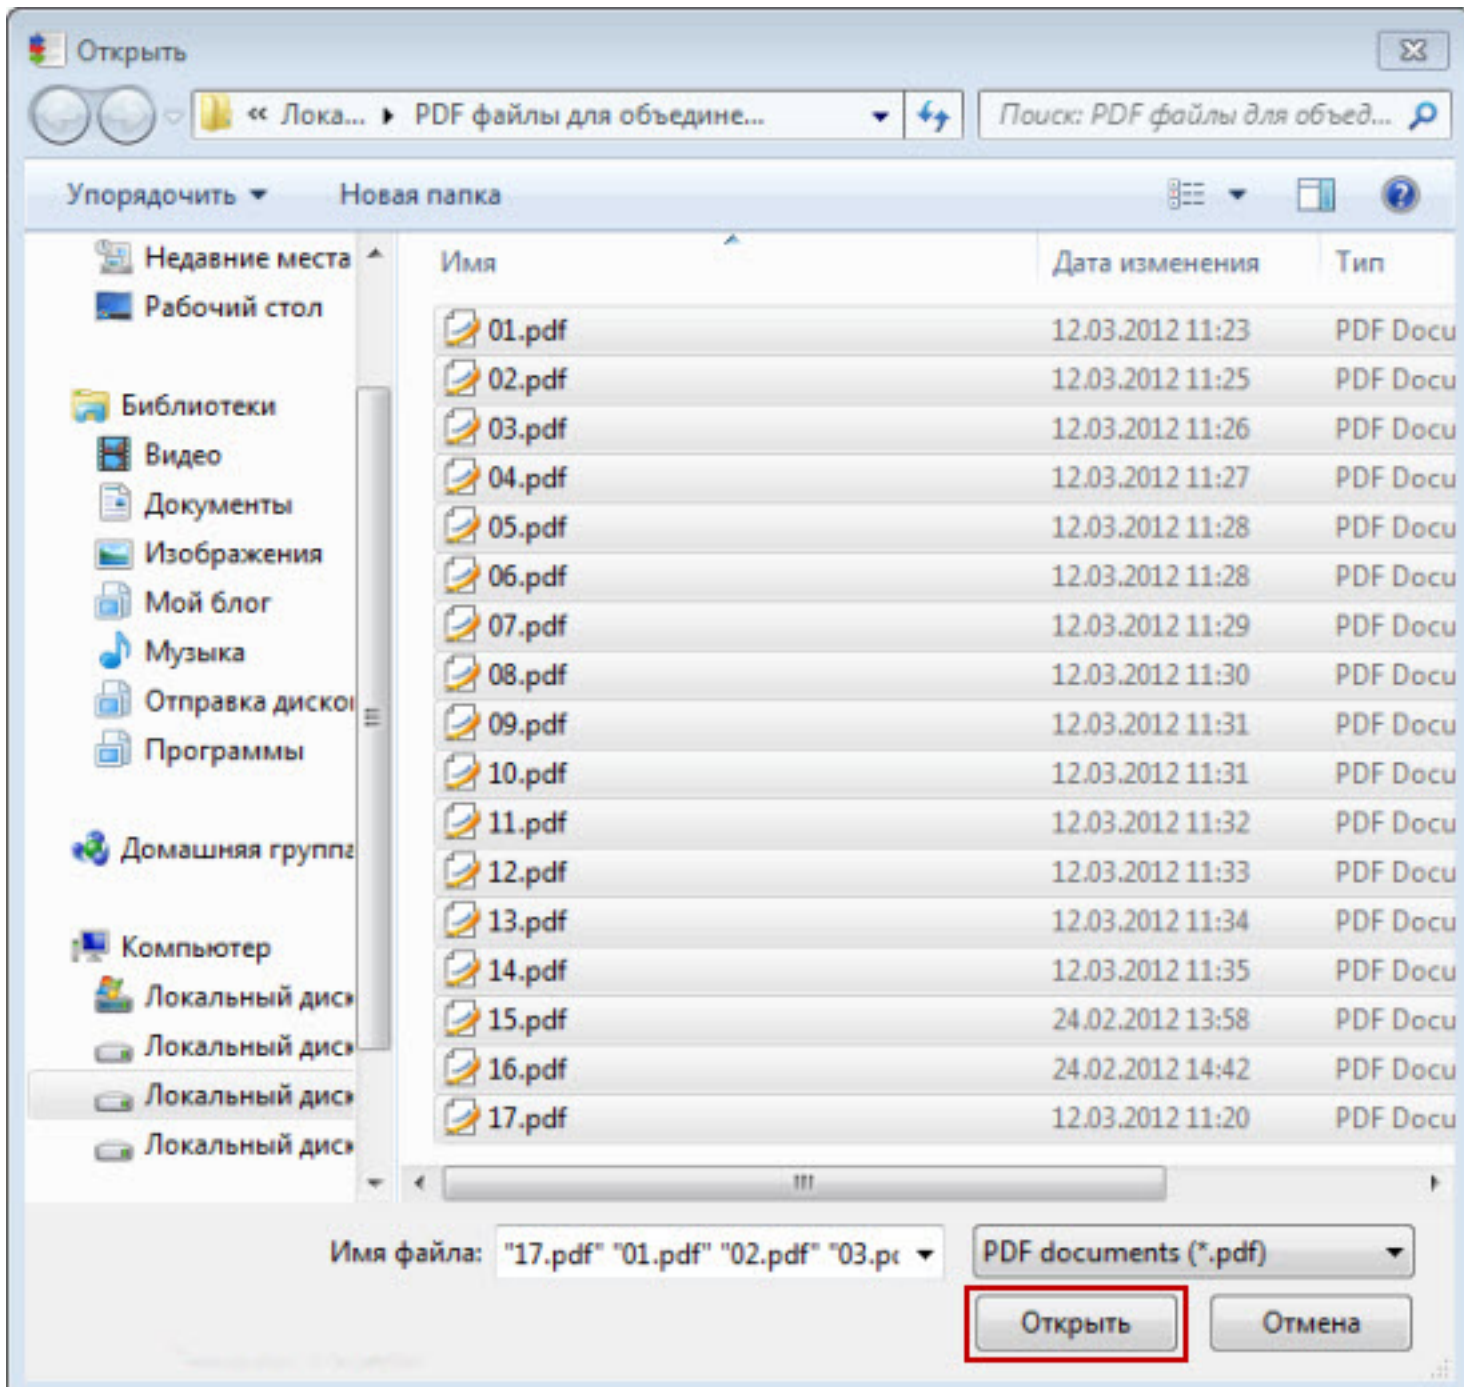 Открыть
« Лока... PDF файлы для объедине...
Поиск: PDF файлы для объед...
Упорядочить Новая папка
Недавние места
Рабочий стол
Библиотеки
Видео
Документы
Изображения
Мой блог
Музыка
Отправка диско
Программы
Домашняя группа
Компьютер
Локальный диск
Локальный диск
Локальный диск
Локальный диск
Имя Дата изменения Тип
01.pdf 12.03.2012 11:23 PDF Docu
02.pdf 12.03.2012 11:25 PDF Docu
03.pdf 12.03.2012 11:26 PDF Docu
04.pdf 12.03.2012 11:27 PDF Docu
05.pdf 12.03.2012 11:28 PDF Docu
06.pdf 12.03.2012 11:28 PDF Docu
07.pdf 12.03.2012 11:29 PDF Docu
08.pdf 12.03.2012 11:30 PDF Docu
09.pdf 12.03.2012 11:31 PDF Docu
10.pdf 12.03.2012 11:31 PDF Docu
11.pdf 12.03.2012 11:32 PDF Docu
12.pdf 12.03.2012 11:33 PDF Docu
13.pdf 12.03.2012 11:34 PDF Docu
14.pdf 12.03.2012 11:35 PDF Docu
15.pdf 24.02.2012 13:58 PDF Docu
16.pdf 24.02.2012 14:42 PDF Docu
17.pdf 12.03.2012 11:20 PDF Docu
Имя файла: "17.pdf" "01.pdf" "02.pdf" "03.pc PDF documents (*.pdf)
Открыть Отмена